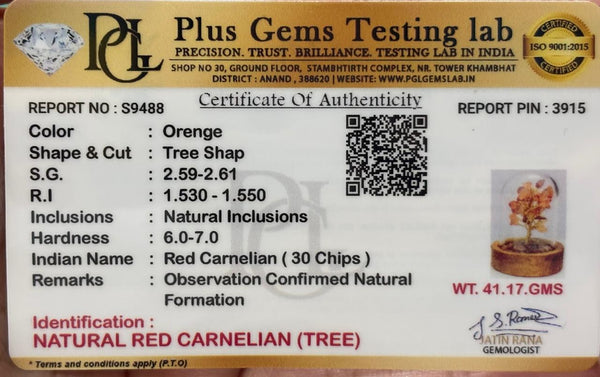 PGL Plus Gems Testing lab
PRECISION. TRUST. BRILLIANCE. TESTING LAB IN INDIA
SHOP NO 30, GROUND FLOOR, STAMBHTIRTH COMPLEX, NR. TOWER KHAMBHAT
DISTRICT : ANAND , 388620 | WEBSITE: WWW.PGLGEMSLAB.IN
CERTIFIED
ISO 9001:2015
CERTIFIED
REPORT NO : S9488
Certificate Of Authenticity
REPORT PIN : 3915
Color : Orenge
Shape & Cut : Tree Shap
S.G. : 2.59-2.61
R.I : 1.530 - 1.550
Inclusions : Natural Inclusions
Hardness : 6.0-7.0
Indian Name : Red Carnelian ( 30 Chips )
Remarks : Observation Confirmed Natural
Formation
WT. 41.17.GMS
Identification :
NATURAL RED CARNELIAN (TREE)
JATIN RANA
GEMOLOGIST
* Terms and conditions apply (P.T.O)